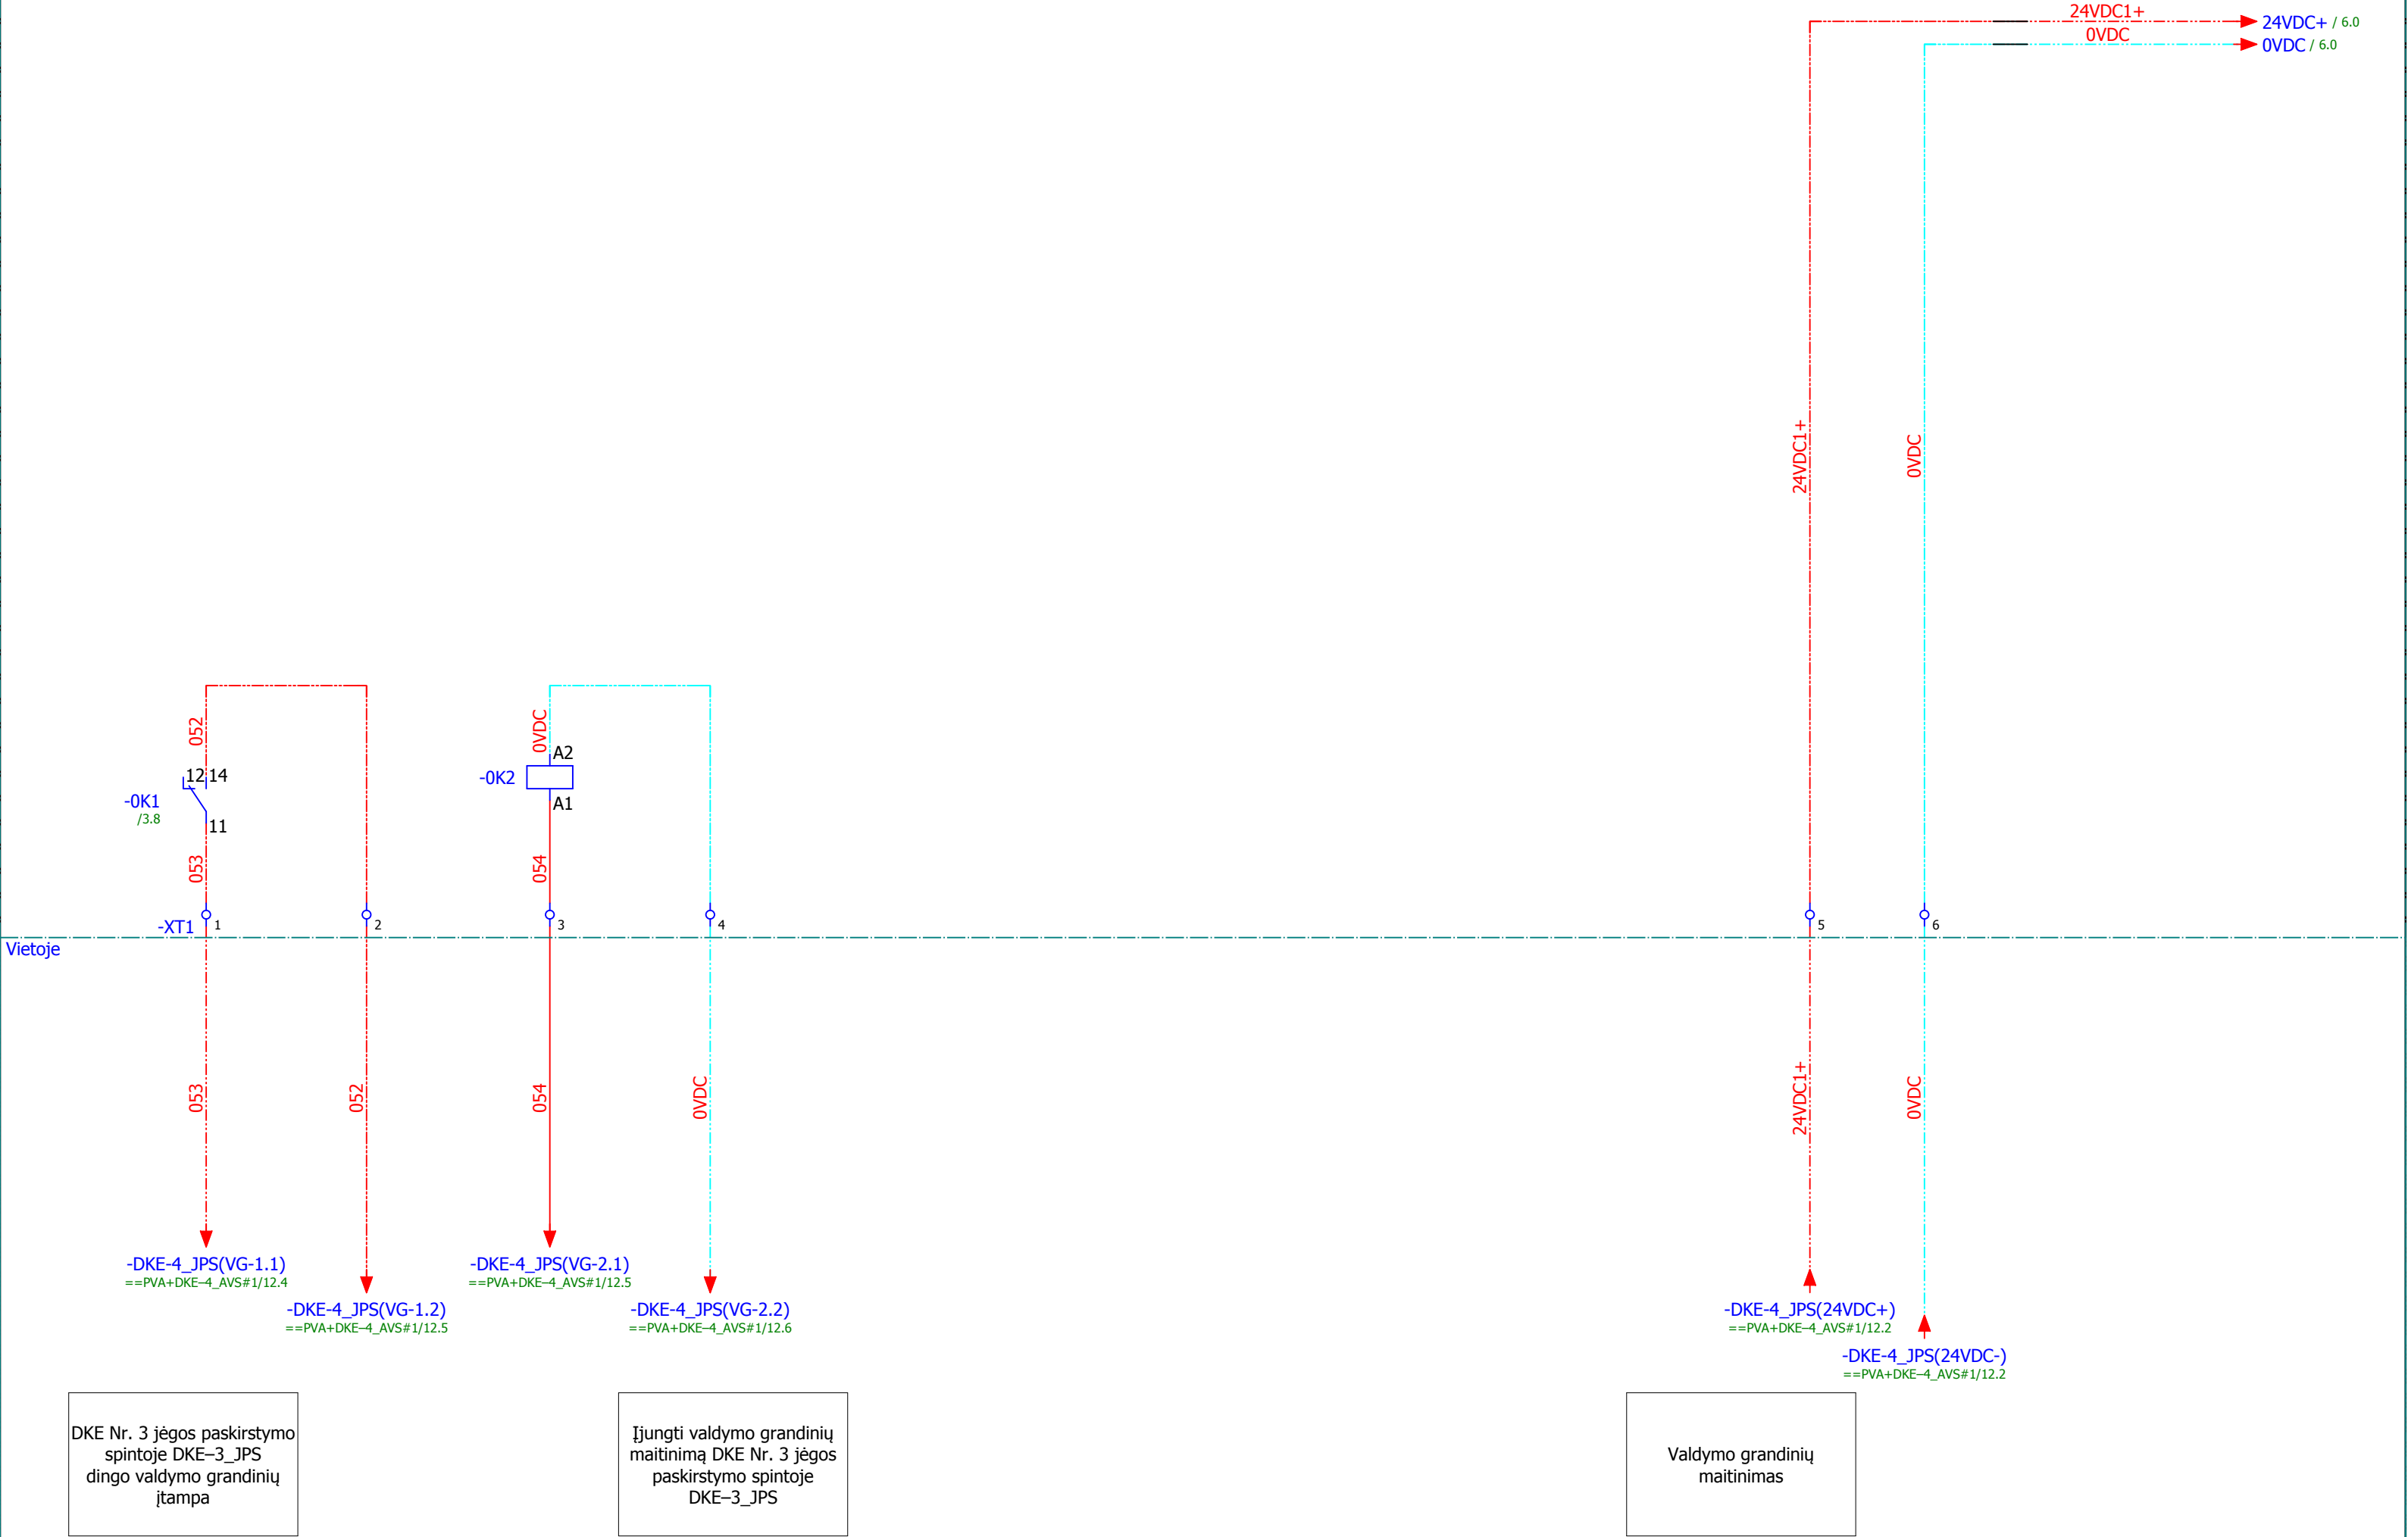 24VDC1+
24VDC+ / 6.0
0VDC
0VDC / 6.0
24VDC1+
0VDC
052
0VDC
A2
12 14
-0K2
-0K1
/3.8
A1
11
053
054
-XT1
1
2
3
4
5
6
Vietoje
053
052
054
0VDC
24VDC1+
0VDC
-DKE-4_JPS(VG-1.1)
==PVA+DKE–4_AVS#1/12.4
-DKE-4_JPS(VG-2.1)
==PVA+DKE–4_AVS#1/12.5
-DKE-4_JPS(VG-1.2)
==PVA+DKE–4_AVS#1/12.5
-DKE-4_JPS(VG-2.2)
==PVA+DKE–4_AVS#1/12.6
-DKE-4_JPS(24VDC+)
==PVA+DKE–4_AVS#1/12.2
-DKE-4_JPS(24VDC-)
==PVA+DKE–4_AVS#1/12.2
DKE Nr. 3 jėgos paskirstymo
spintoje DKE–3_JPS
dingo valdymo grandinių
įtampa
Įjungti valdymo grandinių
maitinimą DKE Nr. 3 jėgos
paskirstymo spintoje
DKE–3_JPS
Valdymo grandinių
maitinimas